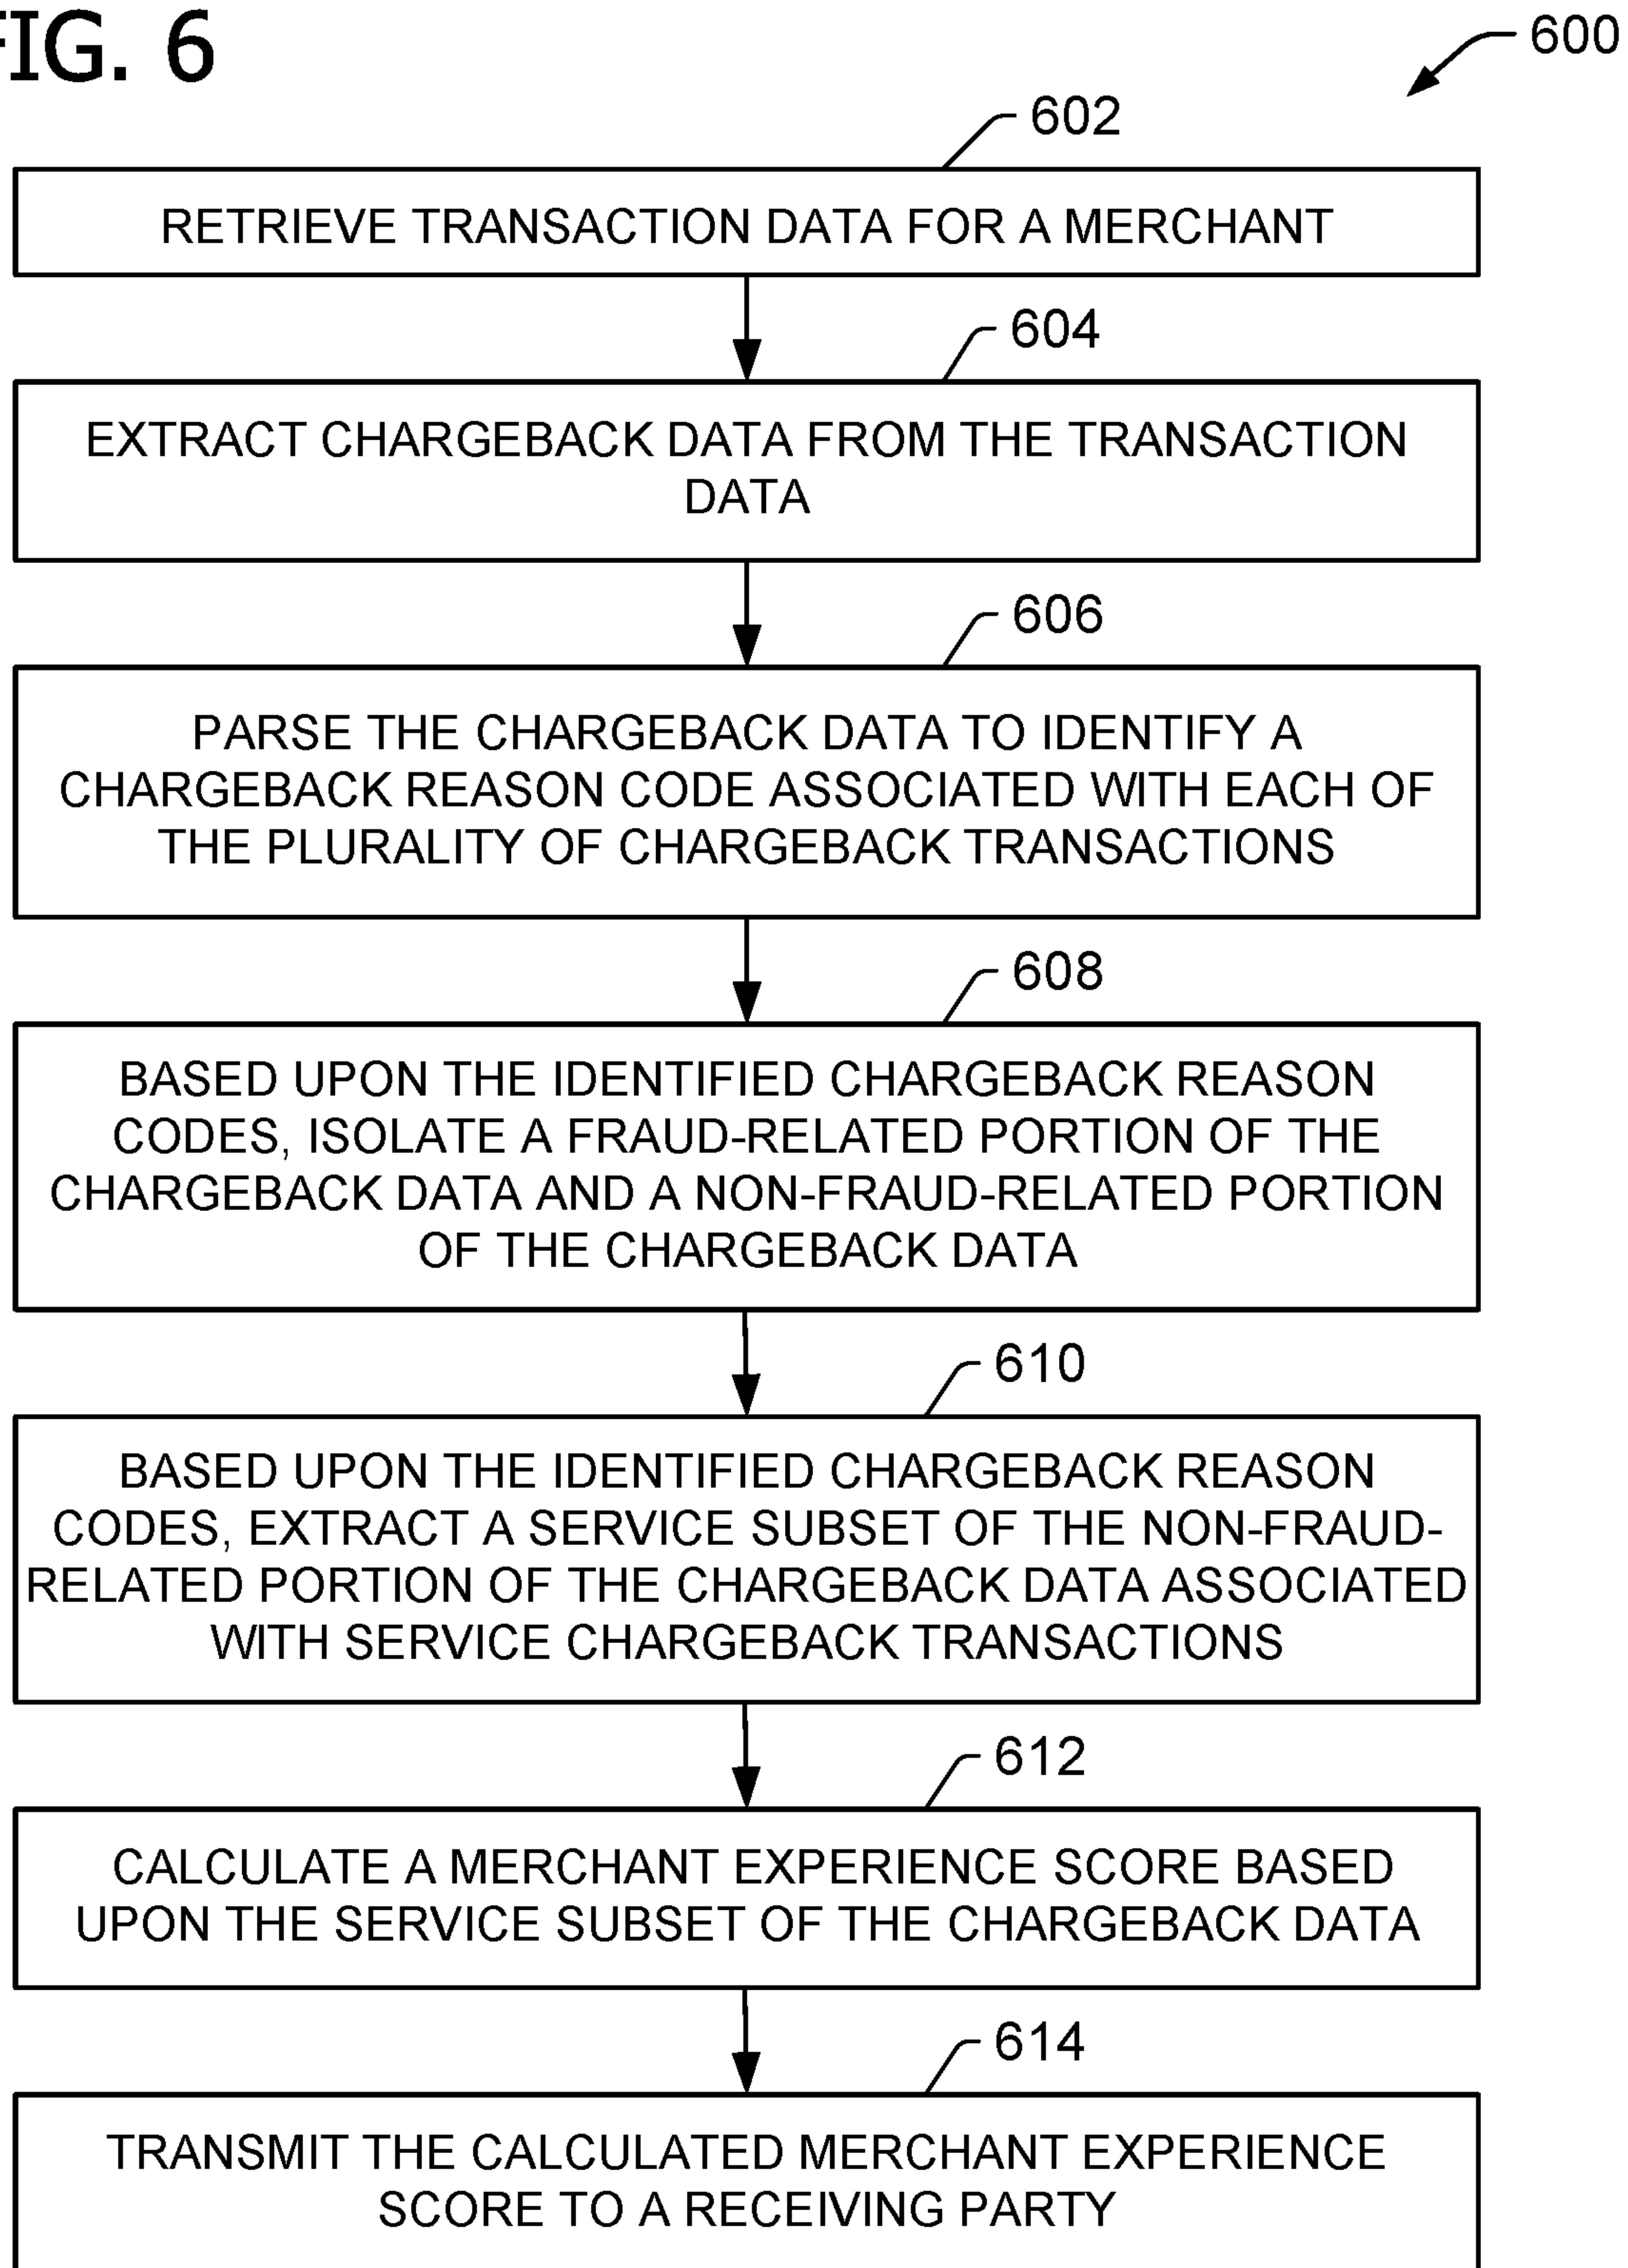 FIG. 6
600
602
RETRIEVE TRANSACTION DATA FOR A MERCHANT
604
EXTRACT CHARGEBACK DATA FROM THE TRANSACTION
DATA
606
PARSE THE CHARGEBACK DATA TO IDENTIFY A
CHARGEBACK REASON CODE ASSOCIATED WITH EACH OF
THE PLURALITY OF CHARGEBACK TRANSACTIONS
608
BASED UPON THE IDENTIFIED CHARGEBACK REASON
CODES, ISOLATE A FRAUD-RELATED PORTION OF THE
CHARGEBACK DATA AND A NON-FRAUD-RELATED PORTION
OF THE CHARGEBACK DATA
610
BASED UPON THE IDENTIFIED CHARGEBACK REASON
CODES, EXTRACT A SERVICE SUBSET OF THE NON-FRAUD-
RELATED PORTION OF THE CHARGEBACK DATA ASSOCIATED
WITH SERVICE CHARGEBACK TRANSACTIONS
612
CALCULATE A MERCHANT EXPERIENCE SCORE BASED
UPON THE SERVICE SUBSET OF THE CHARGEBACK DATA
614
TRANSMIT THE CALCULATED MERCHANT EXPERIENCE
SCORE TO A RECEIVING PARTY